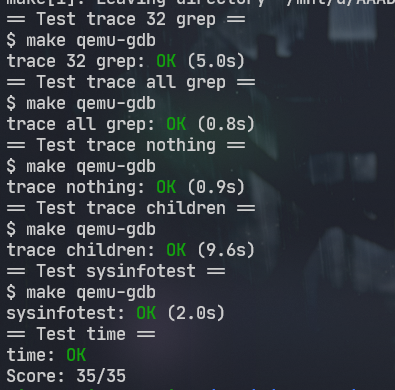 make[1]: Leaving directory '/mnt/d/AAAD
== Test trace 32 grep ==
$ make qemu-gdb
trace 32 grep: OK (5.0s)
== Test trace all grep ==
$ make qemu-gdb
trace all grep: OK (0.8s)
== Test trace nothing ==
$ make qemu-gdb
trace nothing: OK (0.9s)
== Test trace children ==
$ make qemu-gdb
trace children: OK (9.6s)
== Test sysinfotest ==
$ make qemu-gdb
sysinfotest: OK (2.0s)
== Test time ==
time: OK
Score: 35/35